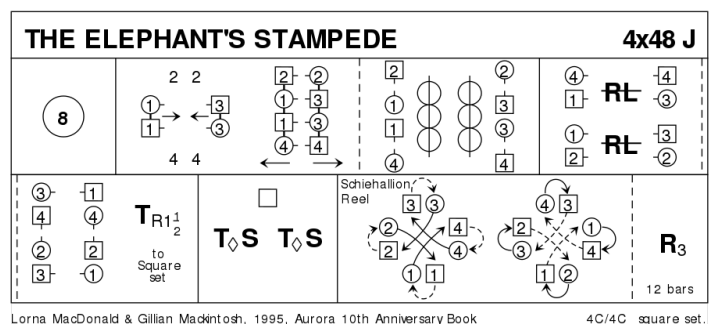 THE ELEPHANT'S STAMPEDE 4x48 J
8
2 2
1 3
1 3
4 4
2 2
1 3
1 3
4 4
2 2
1 3
1 3
4 4
4 RL 4
1 3
1 RL 3
2 2
3 1
4 4
2 2
3 1
TR1 1/2
to
Square
set
T◊S T◊S
Schiehallion
Reel
3 3
2 4
2 4
1 1
4 3
2 1
3 4
1 2
R3
12 bars
Lorna MacDonald & Gillian Mackintosh, 1995, Aurora 10th Anniversary Book 4C/4C square set.